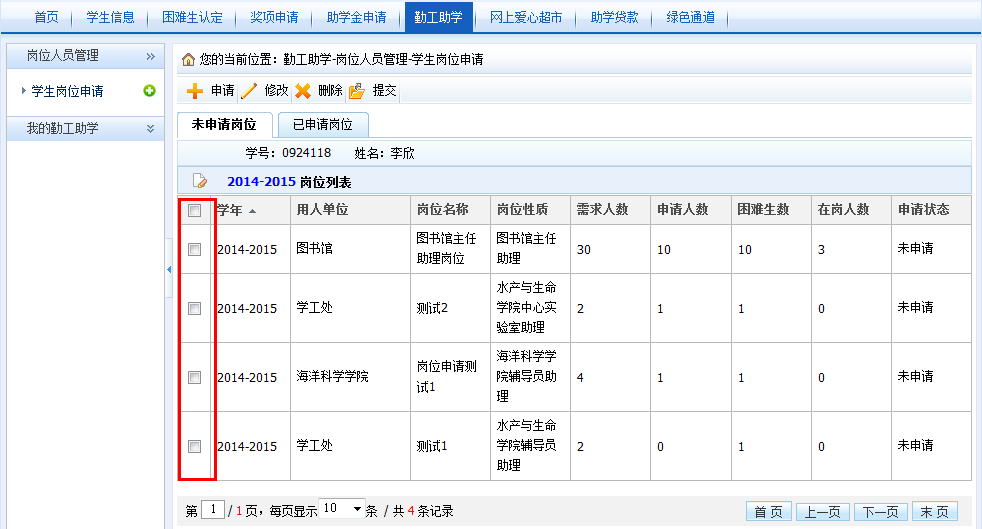 首页 学生信息 困难生认定 奖项申请 助学金申请 勤工助学 网上爱心超市 助学贷款 绿色通道
岗位人员管理
学生岗位申请
我的勤工助学
您的当前位置：勤工助学-岗位人员管理-学生岗位申请
申请 修改 删除 提交
未申请岗位 已申请岗位
学号：0924118 姓名：李欣
2014-2015 岗位列表
学年 用人单位 岗位名称 岗位性质 需求人数 申请人数 困难生数 在岗人数 申请状态
2014-2015 图书馆 图书馆主任助理岗位 图书馆主任助理 30 10 10 3 未申请
2014-2015 学工处 测试2 水产与生命学院中心实验室助理 2 1 1 0 未申请
2014-2015 海洋科学学院 岗位申请测试1 海洋科学学院辅导员助理 4 1 1 0 未申请
2014-2015 学工处 测试1 水产与生命学院辅导员助理 2 0 1 0 未申请
第 1 / 1 页，每页显示 10 条 / 共 4 条记录 首 页 上一页 下一页 末 页